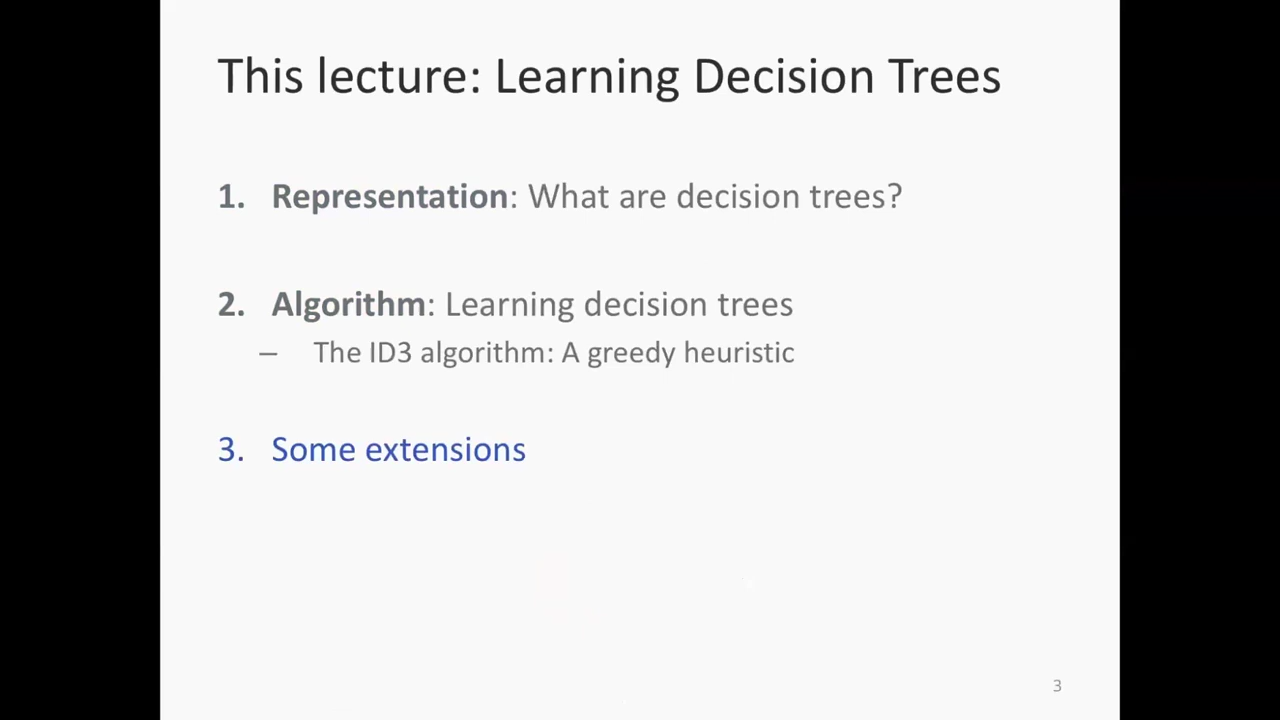 This lecture: Learning Decision Trees
1. Representation: What are decision trees?
2. Algorithm: Learning decision trees
– The ID3 algorithm: A greedy heuristic
3. Some extensions
3